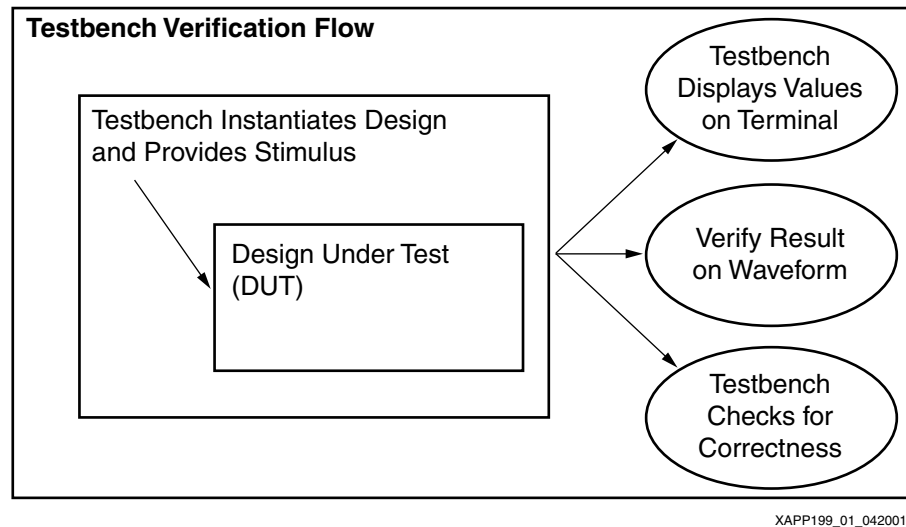 Testbench Verification Flow
Testbench Instantiates Design
and Provides Stimulus
Design Under Test
(DUT)
Testbench
Displays Values
on Terminal
Verify Result
on Waveform
Testbench
Checks for
Correctness
XAPP199_01_042001